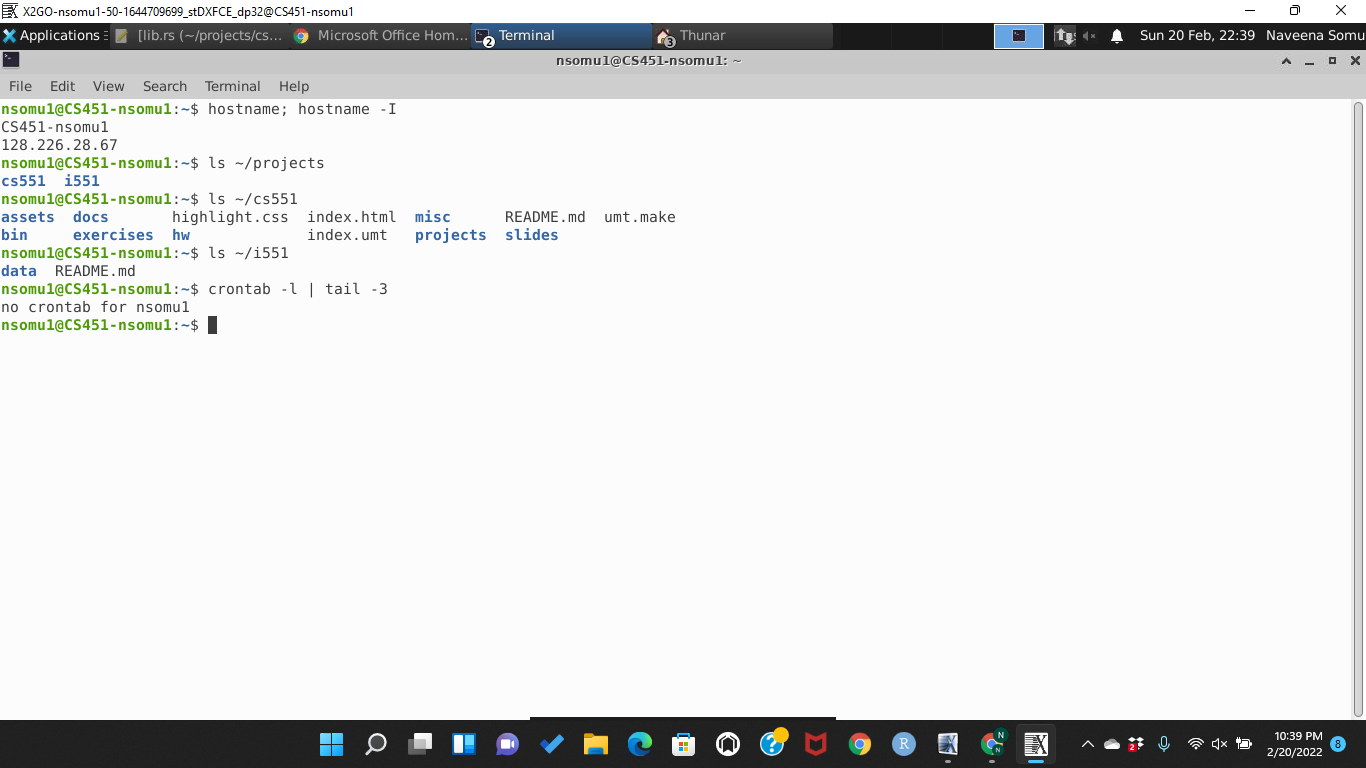 X2GO-nsomu1-50-1644709699_stDXFCE_dp32@CS451-nsomu1
Applications [lib.rs (~/projects/cs... Microsoft Office Hom... 2 Terminal 3 Thunar Sun 20 Feb, 22:39 Naveena Somu
nsomu1@CS451-nsomu1: ~
File Edit View Search Terminal Help
nsomu1@CS451-nsomu1:~$ hostname; hostname -I
CS451-nsomu1
128.226.28.67
nsomu1@CS451-nsomu1:~$ ls ~/projects
cs551  i551
nsomu1@CS451-nsomu1:~$ ls ~/cs551
assets  docs       highlight.css  index.html  misc      README.md  umt.make
bin     exercises  hw             index.umt   projects  slides
nsomu1@CS451-nsomu1:~$ ls ~/i551
data  README.md
nsomu1@CS451-nsomu1:~$ crontab -l | tail -3
no crontab for nsomu1
nsomu1@CS451-nsomu1:~$
R N 2 10:39 PM
2/20/2022 8